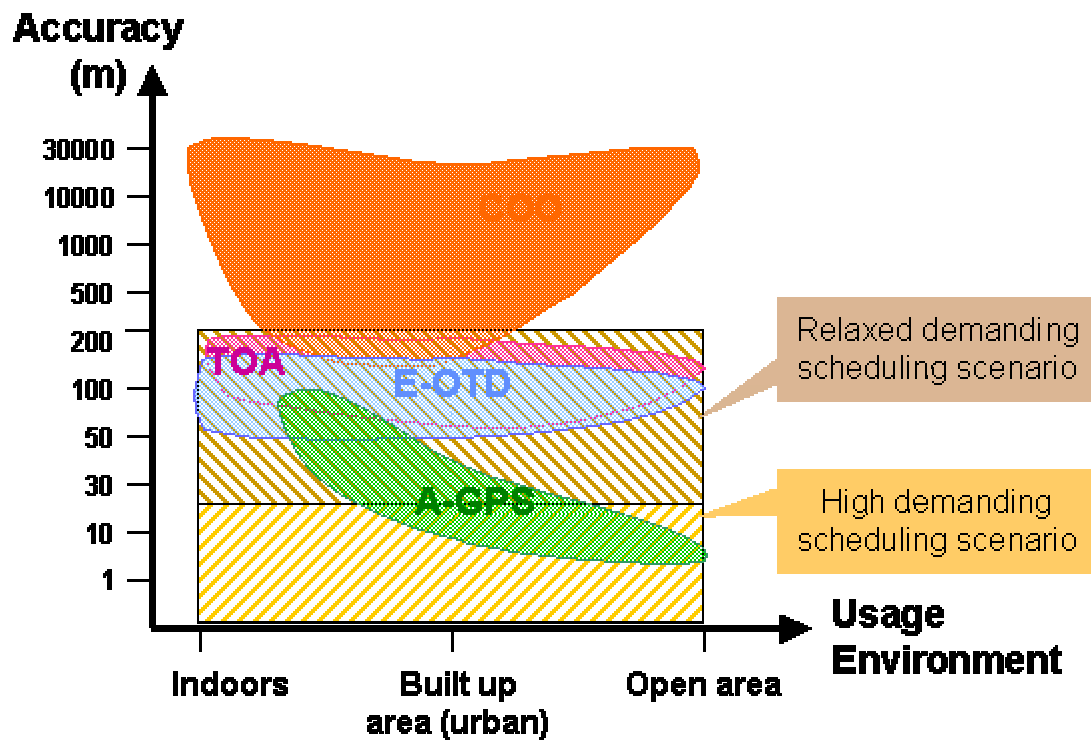 Accuracy
(m)
30000
10000
1000
500
200
100
50
30
10
1
COO
TOA
E-OTD
A-GPS
Relaxed demanding
scheduling scenario
High demanding
scheduling scenario
Usage
Environment
Indoors
Built up
area (urban)
Open area